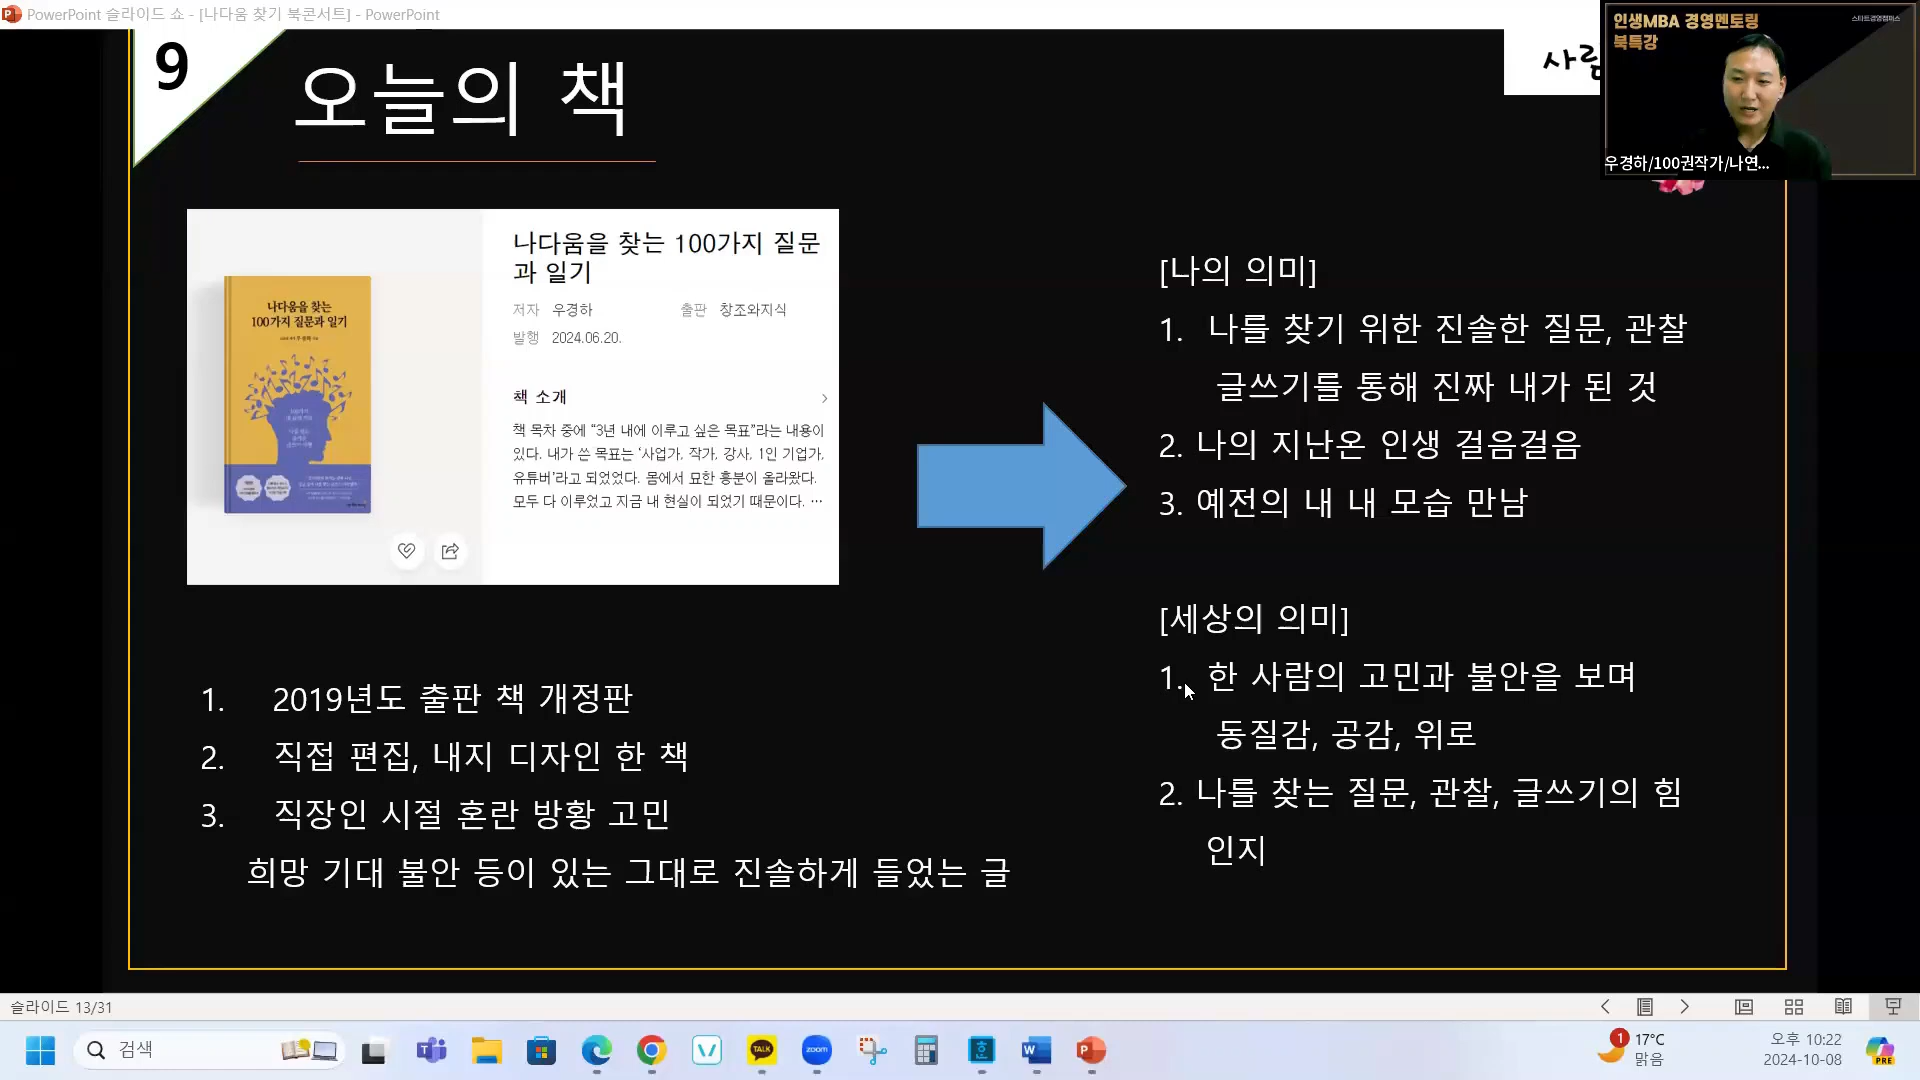 PowerPoint 슬라이드 쇼 - [나다움 찾기 북콘서트] - PowerPoint
인생MBA 경영멘토링
북특강
스타트경영캠퍼스
우경하/100권작가/나연...
9
오늘의 책
나다움을 찾는 100가지 질문
과 일기
저자 우경하 출판 창조와지식
발행 2024.06.20.
책 소개
책 목차 중에 “3년 내에 이루고 싶은 목표”라는 내용이
있다. 내가 쓴 목표는 ‘사업가, 작가, 강사, 1인 기업가,
유튜버’라고 되었었다. 몸에서 묘한 흥분이 올라왔다.
모두 다 이루었고 지금 내 현실이 되었기 때문이다. …
나다움을 찾는
100가지 질문과 일기
1. 2019년도 출판 책 개정판
2. 직접 편집, 내지 디자인 한 책
3. 직장인 시절 혼란 방황 고민
희망 기대 불안 등이 있는 그대로 진솔하게 들었는 글
[나의 의미]
1. 나를 찾기 위한 진솔한 질문, 관찰
글쓰기를 통해 진짜 내가 된 것
2. 나의 지난온 인생 걸음걸음
3. 예전의 내 내 모습 만남
[세상의 의미]
1. 한 사람의 고민과 불안을 보며
동질감, 공감, 위로
2. 나를 찾는 질문, 관찰, 글쓰기의 힘
인지
슬라이드 13/31
검색
TALK
zoom
1
17°C
맑음
오후 10:22
2024-10-08
PRE